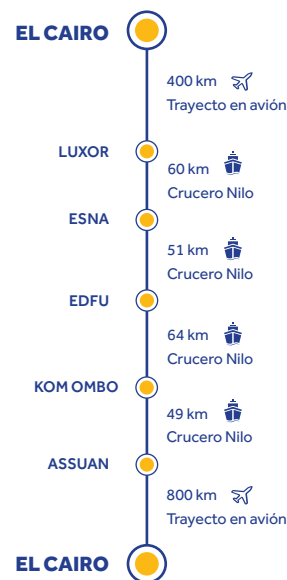 EL CAIRO
400 km
Trayecto en avión
LUXOR
60 km
Crucero Nilo
ESNA
51 km
Crucero Nilo
EDFU
64 km
Crucero Nilo
KOM OMBO
49 km
Crucero Nilo
ASSUAN
800 km
Trayecto en avión
EL CAIRO